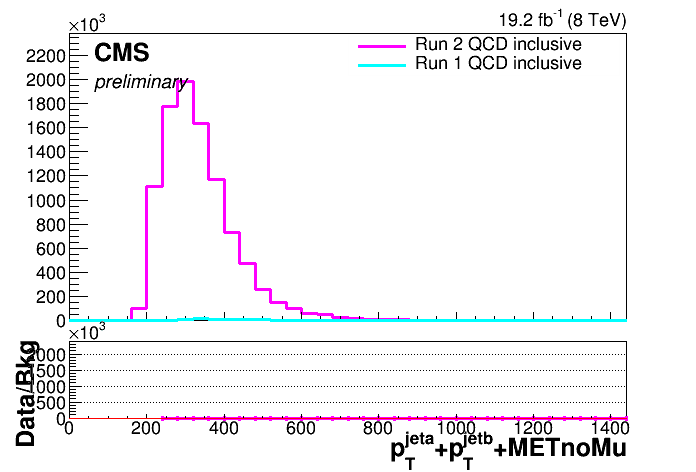 19.2 fb⁻¹ (8 TeV)
×10³
CMS
preliminary
Run 2 QCD inclusive
Run 1 QCD inclusive
2200
2000
1800
1600
1400
1200
1000
800
600
400
200
0
×10³
2000
1500
1000
500
0
Data/Bkg
0 200 400 600 800 1000 1200 1400
p_T^jeta+p_T^jetb+METnoMu